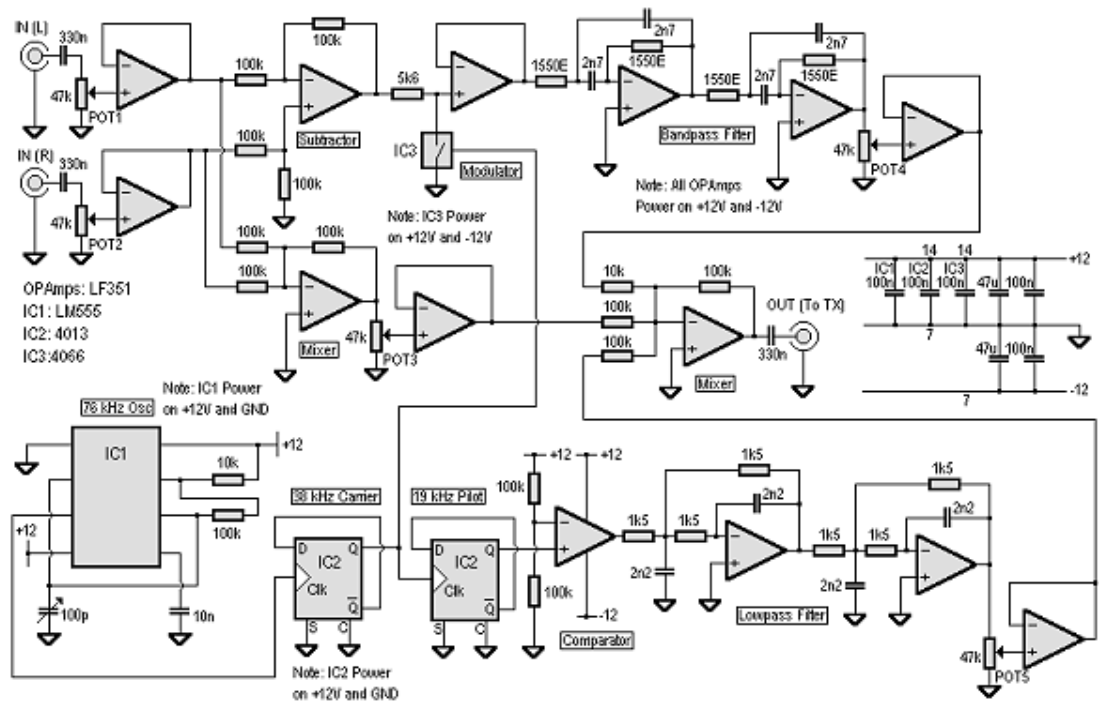 IN (L)
330n
47k
POT1
IN (R)
330n
47k
POT2
OPAmps: LF351
IC1: LM555
IC2: 4013
IC3:4066
100k
100k
Subtractor
100k
100k
100k
100k
100k
Mixer
47k
POT3
5k6
IC3
Modulator
Note: IC3 Power
on +12V and -12V
1550E
2n7
2n7
1550E
1550E
2n7
2n7
1550E
Bandpass Filter
47k
POT4
Note: All OPAmps
Power on +12V and -12V
10k
100k
100k
100k
Mixer
330n
OUT (To TX)
IC1
100n
14
IC2
100n
14
IC3
100n
47u
100n
+12
7
47u
100n
-12
7
Note: IC1 Power
on +12V and GND
76 kHz Osc
IC1
+12
10k
100k
+12
100p
10n
38 kHz Carrier
D
Q
IC2
Clk
Q
S
C
Note: IC2 Power
on +12V and GND
19 kHz Pilot
D
Q
IC2
Clk
Q
S
C
+12
+12
100k
100k
-12
Comparator
1k5
1k5
1k5
2n2
2n2
1k5
1k5
1k5
2n2
2n2
Lowpass Filter
47k
POT5